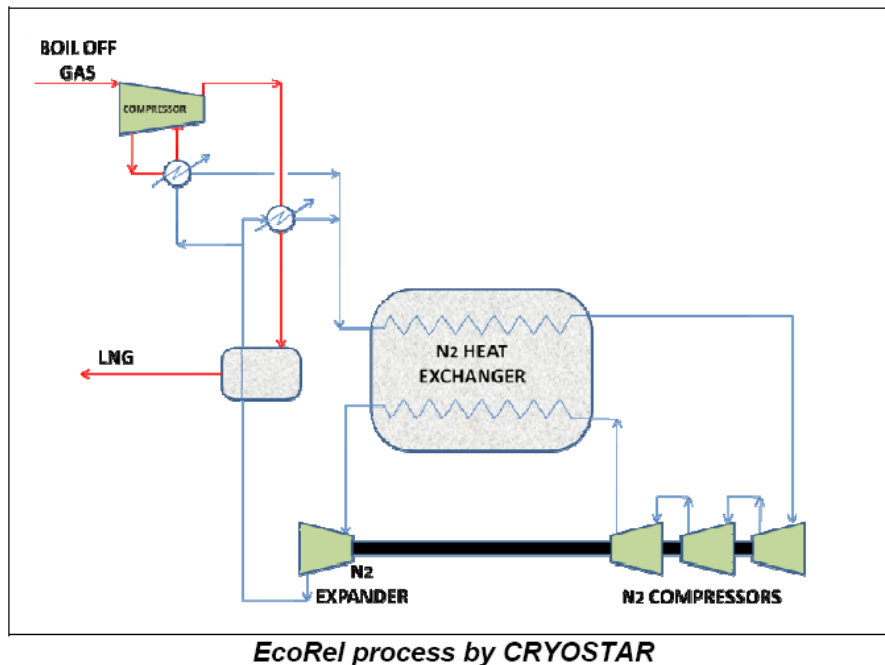 BOIL OFF
GAS
COMPRESSOR
LNG
N2 HEAT
EXCHANGER
N2
EXPANDER
N2 COMPRESSORS
EcoRel process by CRYOSTAR